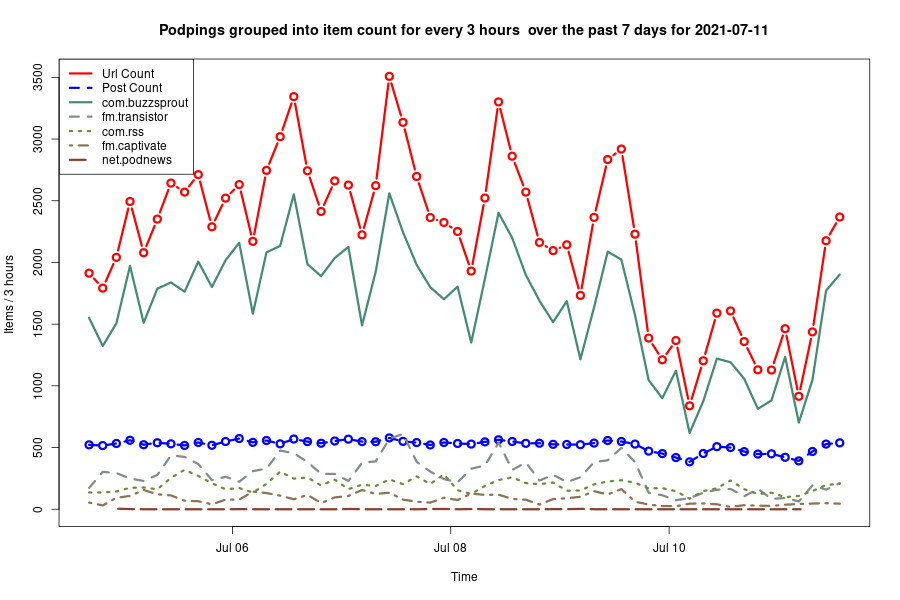 Podpings grouped into item count for every 3 hours  over the past 7 days for 2021-07-11
Url Count
Post Count
com.buzzsprout
fm.transistor
com.rss
fm.captivate
net.podnews
3500
3000
2500
2000
1500
1000
500
0
Items / 3 hours
Jul 06
Jul 08
Jul 10
Time